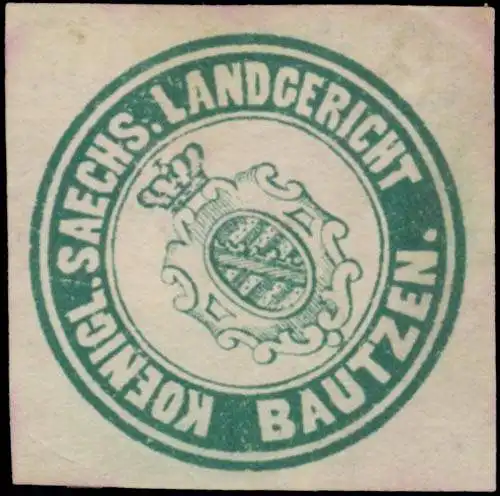 KOENIGL. SAECHS. LANDGERICHT
BAUTZEN.